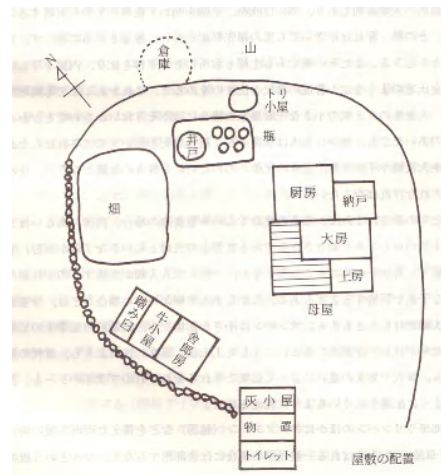 山
倉庫
トリ小屋
井戸
瓶
畑
厨房
納戸
大房
上房
母屋
踏み臼
牛小屋
舎郎房
灰小屋
物置
トイレット
屋敷の配置